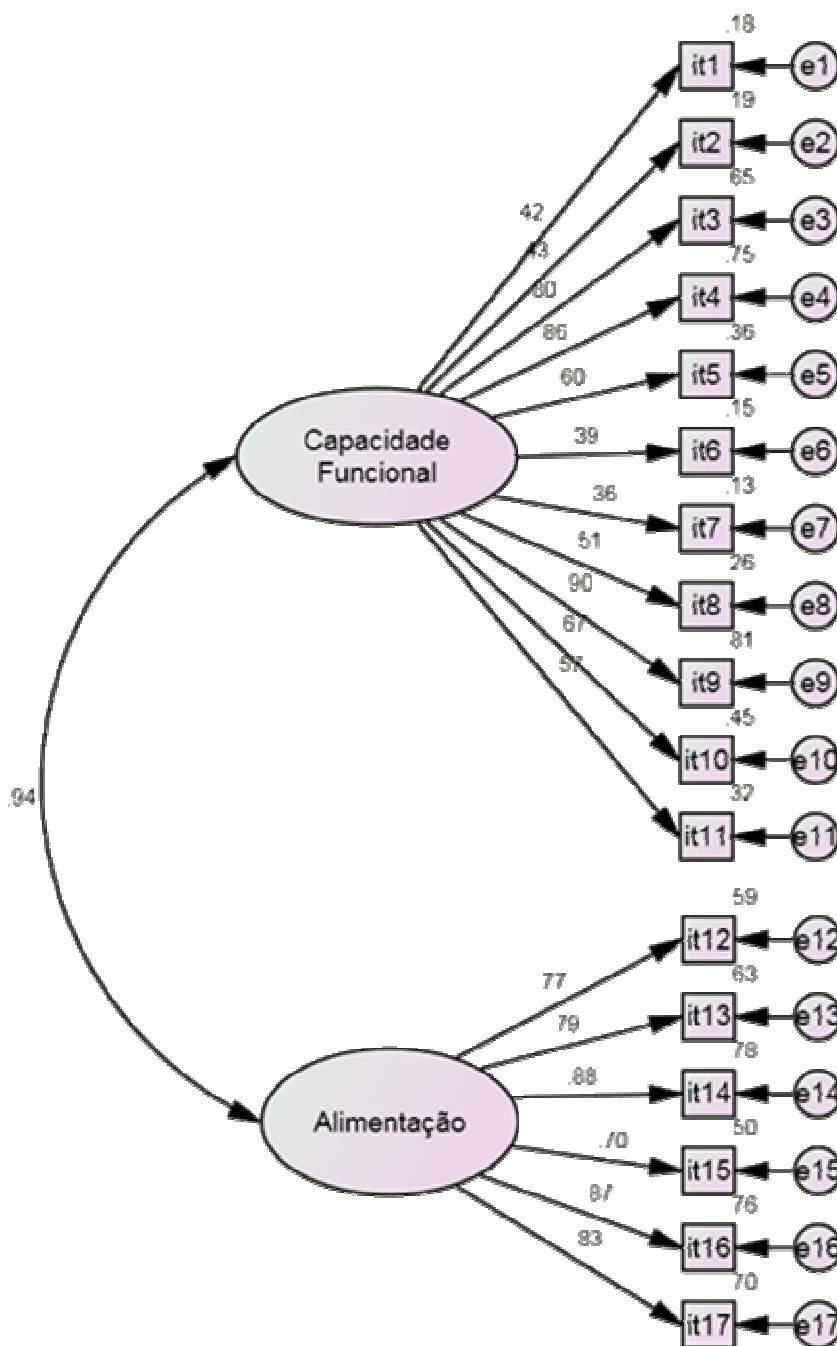 .18
it1 e1
19
it2 e2
65
it3 e3
42
43
.75
80
it4 e4
86
.36
60
it5 e5
.15
Capacidade
Funcional
39
it6 e6
.13
36
it7 e7
51
26
90
it8 e8
67
81
57
it9 e9
.45
it10 e10
32
.94
it11 e11
59
it12 e12
63
77
79
it13 e13
78
.88
it14 e14
50
Alimentação
.70
it15 e15
76
87
83
it16 e16
70
it17 e17